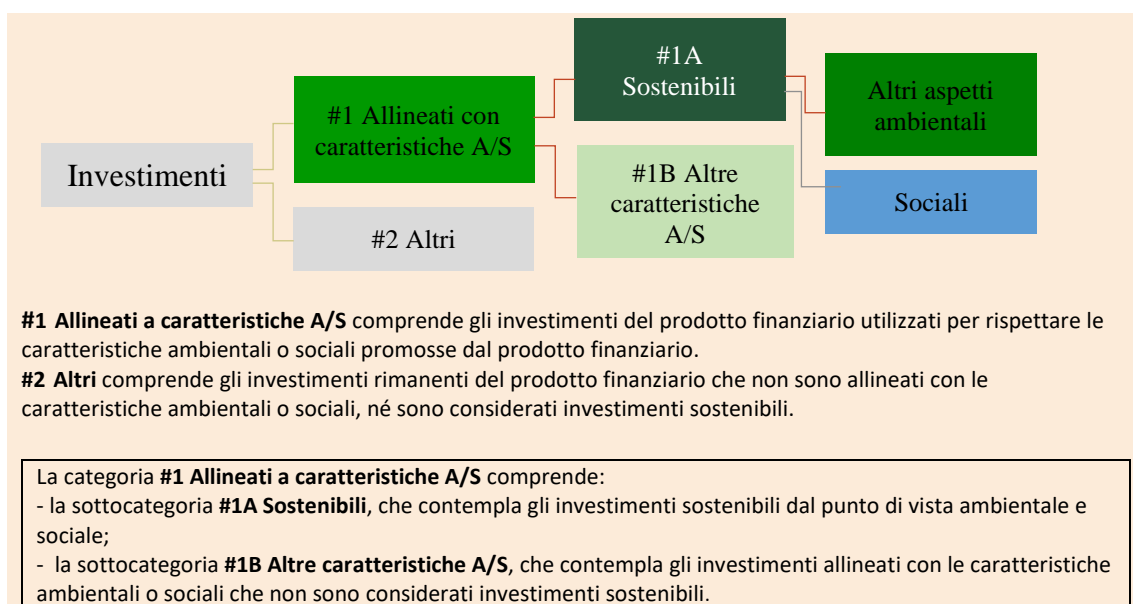 #1A
Sostenibili
Altri aspetti
ambientali
#1 Allineati con
caratteristiche A/S
Investimenti
#1B Altre
caratteristiche
A/S
Sociali
#2 Altri
#1 Allineati a caratteristiche A/S comprende gli investimenti del prodotto finanziario utilizzati per rispettare le
caratteristiche ambientali o sociali promosse dal prodotto finanziario.
#2 Altri comprende gli investimenti rimanenti del prodotto finanziario che non sono allineati con le
caratteristiche ambientali o sociali, né sono considerati investimenti sostenibili.
La categoria #1 Allineati a caratteristiche A/S comprende:
- la sottocategoria #1A Sostenibili, che contempla gli investimenti sostenibili dal punto di vista ambientale e
sociale;
- la sottocategoria #1B Altre caratteristiche A/S, che contempla gli investimenti allineati con le caratteristiche
ambientali o sociali che non sono considerati investimenti sostenibili.